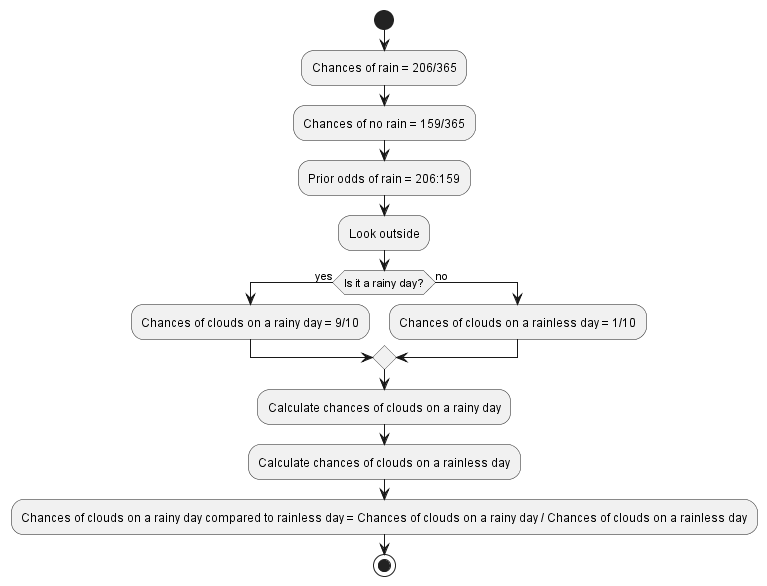 Chances of rain = 206/365
Chances of no rain = 159/365
Prior odds of rain = 206:159
Look outside
yes
Is it a rainy day?
no
Chances of clouds on a rainy day = 9/10
Chances of clouds on a rainless day = 1/10
Calculate chances of clouds on a rainy day
Calculate chances of clouds on a rainless day
Chances of clouds on a rainy day compared to rainless day = Chances of clouds on a rainy day / Chances of clouds on a rainless day